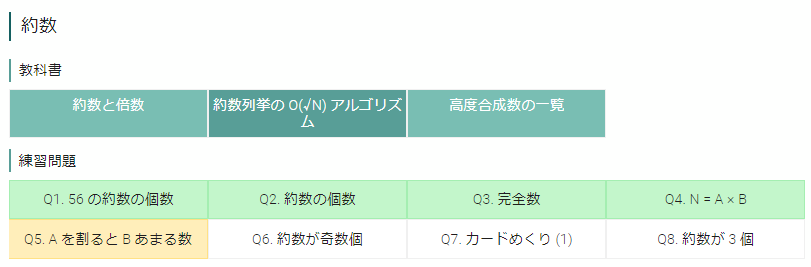 約数
教科書
約数と倍数
約数列挙の O(√N) アルゴリズ
ム
高度合成数の一覧
練習問題
Q1. 56 の約数の個数
Q2. 約数の個数
Q3. 完全数
Q4. N = A × B
Q5. A を割ると B あまる数
Q6. 約数が奇数個
Q7. カードめくり (1)
Q8. 約数が 3 個